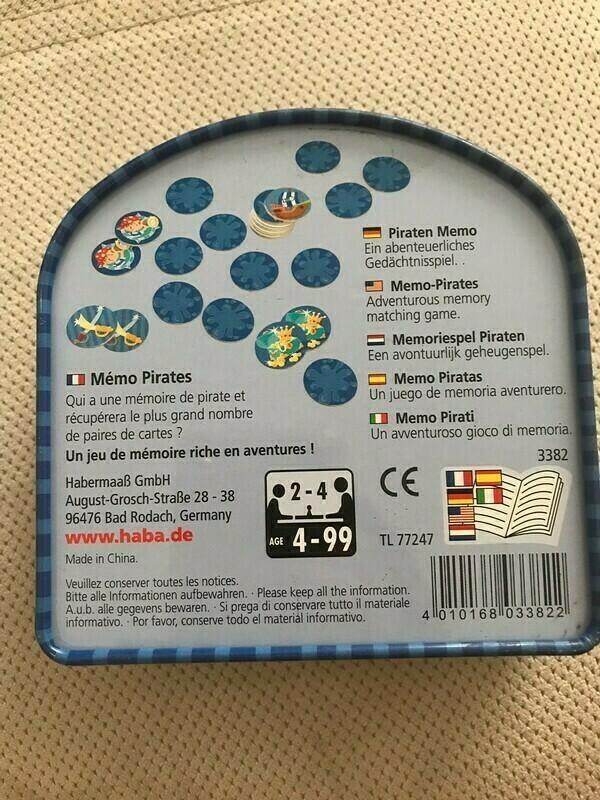 Piraten Memo
Ein abenteuerliches
Gedächtnisspiel. .
Memo-Pirates
Adventurous memory
matching game.
Memoriespel Piraten
Een avontuurlijk geheugenspel.
Memo Piratas
Un juego de memoria aventurero.
Memo Pirati
Un avventuroso gioco di memoria.
3382
Mémo Pirates
Qui a une mémoire de pirate et
récupérera le plus grand nombre
de paires de cartes ?
Un jeu de mémoire riche en aventures !
Habermaaß GmbH
August-Grosch-Straße 28 - 38
96476 Bad Rodach, Germany
www.haba.de
Made in China.
2-4
AGE 4-99
CE
TL 77247
Veuillez conserver toutes les notices.
Bitte alle Informationen aufbewahren. · Please keep all the information.
A.u.b. alle gegevens bewaren. · Si prega di conservare tutto il materiale
informativo. · Por favor, conserve todo el materiál informativo.
4 010168 033822